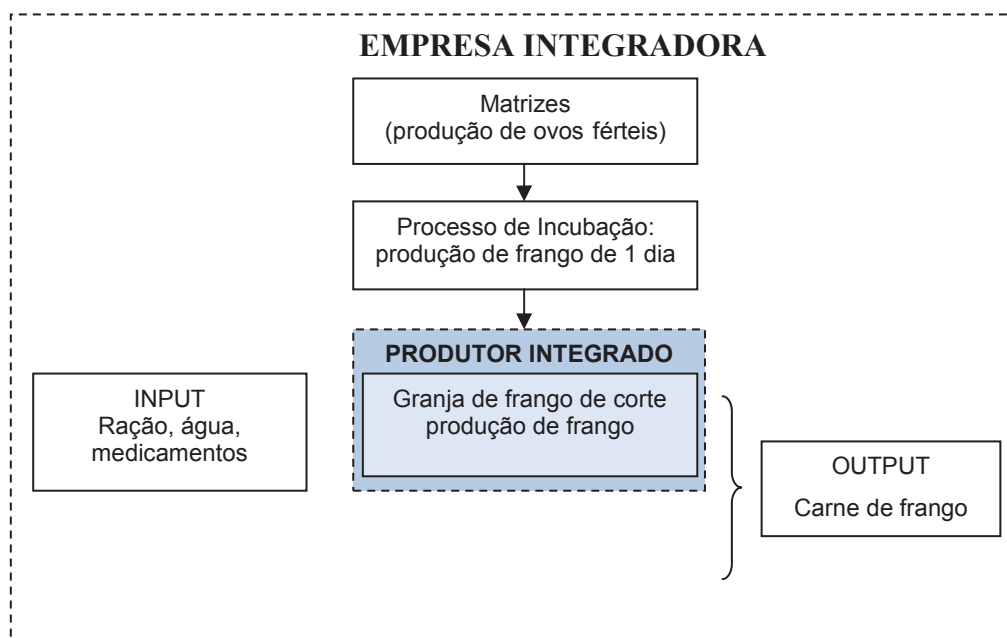 EMPRESA INTEGRADORA
Matrizes
(produção de ovos férteis)
Processo de Incubação:
produção de frango de 1 dia
PRODUTOR INTEGRADO
Granja de frango de corte
produção de frango
INPUT
Ração, água,
medicamentos
OUTPUT
Carne de frango